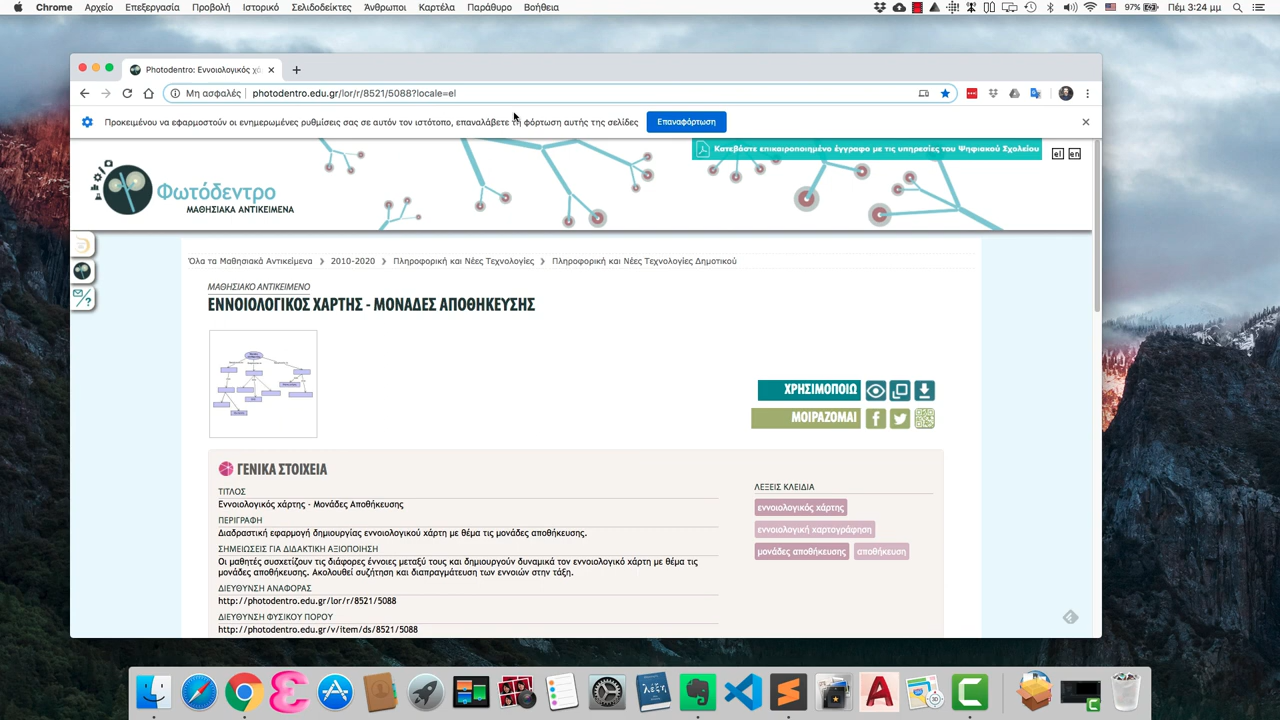 Chrome Αρχείο Επεξεργασία Προβολή Ιστορικό Σελιδοδείκτες Άνθρωποι Καρτέλα Παράθυρο Βοήθεια
97% Πέμ 3:24 μμ
Photodentro: Εννοιολογικός χά
Μη ασφαλές photodentro.edu.gr/lor/r/8521/5088?locale=el
Προκειμένου να εφαρμοστούν οι ενημερωμένες ρυθμίσεις σας σε αυτόν τον ιστότοπο, επαναλάβετε τη φόρτωση αυτής της σελίδες
Επαναφόρτωση
Κατεβάστε επικαιροποιημένο έγγραφο με τις υπηρεσίες του Ψηφιακού Σχολείου
el en
Φωτόδεντρο
ΜΑΘΗΣΙΑΚΑ ΑΝΤΙΚΕΙΜΕΝΑ
Όλα τα Μαθησιακά Αντικείμενα 2010-2020 Πληροφορική και Νέες Τεχνολογίες Πληροφορική και Νέες Τεχνολογίες Δημοτικού
ΜΑΘΗΣΙΑΚΟ ΑΝΤΙΚΕΙΜΕΝΟ
ΕΝΝΟΙΟΛΟΓΙΚΟΣ ΧΑΡΤΗΣ - ΜΟΝΑΔΕΣ ΑΠΟΘΗΚΕΥΣΗΣ
ΧΡΗΣΙΜΟΠΟΙΩ
ΜΟΙΡΑΖΟΜΑΙ
ΓΕΝΙΚΑ ΣΤΟΙΧΕΙΑ
ΤΙΤΛΟΣ
Εννοιολογικός χάρτης - Μονάδες Αποθήκευσης
ΠΕΡΙΓΡΑΦΗ
Διαδραστική εφαρμογή δημιουργίας εννοιολογικού χάρτη με θέμα τις μονάδες αποθήκευσης.
ΣΗΜΕΙΩΣΕΙΣ ΓΙΑ ΔΙΔΑΚΤΙΚΗ ΑΞΙΟΠΟΙΗΣΗ
Οι μαθητές συσχετίζουν τις διάφορες έννοιες μεταξύ τους και δημιουργούν δυναμικά τον εννοιολογικό χάρτη με θέμα τις
μονάδες αποθήκευσης. Ακολουθεί συζήτηση και διαπραγμάτευση των εννοιών στην τάξη.
ΔΙΕΥΘΥΝΣΗ ΑΝΑΦΟΡΑΣ
http://photodentro.edu.gr/lor/r/8521/5088
ΔΙΕΥΘΥΝΣΗ ΦΥΣΙΚΟΥ ΠΟΡΟΥ
http://photodentro.edu.gr/v/item/ds/8521/5088
ΛΕΞΕΙΣ ΚΛΕΙΔΙΑ
εννοιολογικός χάρτης
εννοιολογική χαρτογράφηση
μονάδες αποθήκευσης αποθήκευση